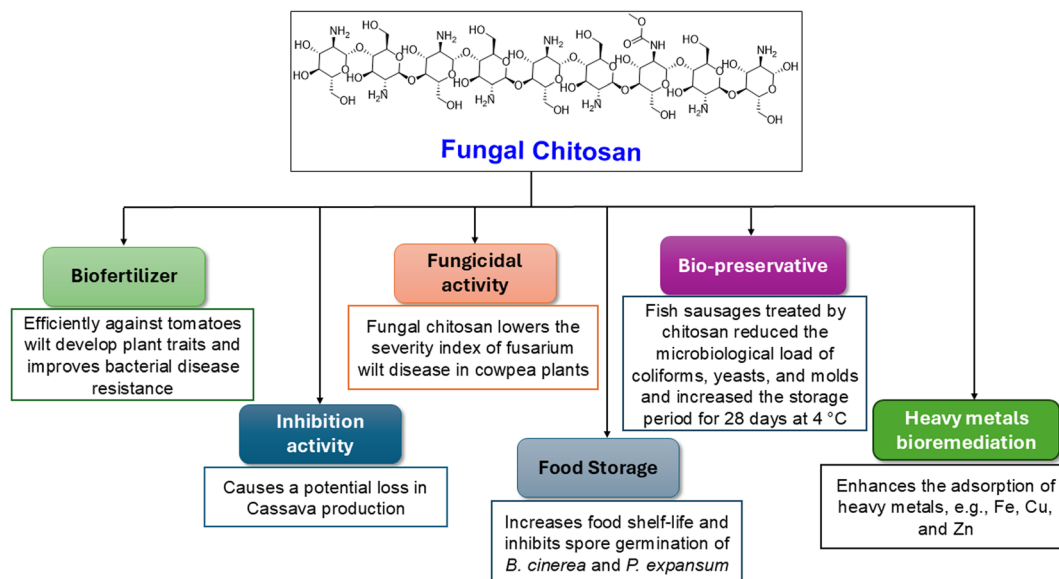 Fungal Chitosan
Biofertilizer
Efficiently against tomatoes
wilt develop plant traits and
improves bacterial disease
resistance
Inhibition
activity
Causes a potential loss in
Cassava production
Fungicidal
activity
Fungal chitosan lowers the
severity index of fusarium
wilt disease in cowpea plants
Food Storage
Increases food shelf-life and
inhibits spore germination of
B. cinerea and P. expansum
Bio-preservative
Fish sausages treated by
chitosan reduced the
microbiological load of
coliforms, yeasts, and molds
and increased the storage
period for 28 days at 4 °C
Heavy metals
bioremediation
Enhances the adsorption of
heavy metals, e.g., Fe, Cu,
and Zn